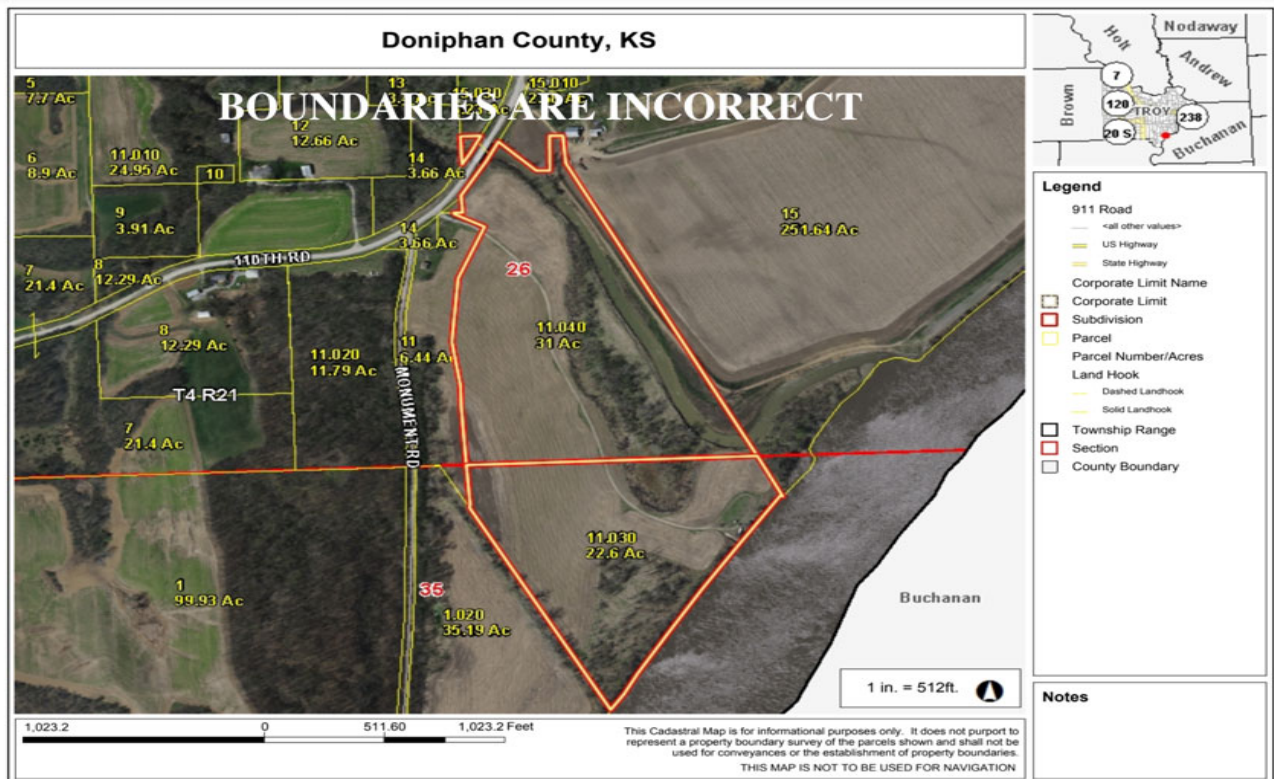 Doniphan County, KS
BOUNDARIES ARE INCORRECT
5
7.7 Ac
13
15.010
12
12.66 Ac
6
8.9 Ac
11.010
24.95 Ac
10
14
3.66 Ac
9
3.91 Ac
15
251.64 Ac
14
3.66 Ac
7
21.4 Ac
8
12.29 Ac
110TH RD
26
8
12.29 Ac
11.040
31 Ac
11.020
11.79 Ac
11
6.44 Ac
MONUMENT RD
T4 R21
7
21.4 Ac
11.030
22.6 Ac
1
99.93 Ac
35
1.020
35.19 Ac
Buchanan
1 in. = 512ft.
Nodaway
Holt
Andrew
Brown
7
120
TROY
238
20 S
Buchanan
Legend
911 Road
<all other values>
US Highway
State Highway
Corporate Limit Name
Corporate Limit
Subdivision
Parcel
Parcel Number/Acres
Land Hook
Dashed Landhook
Solid Landhook
Township Range
Section
County Boundary
Notes
1,023.2 0 511.60 1,023.2 Feet
This Cadastral Map is for informational purposes only. It does not purport to
represent a property boundary survey of the parcels shown and shall not be
used for conveyances or the establishment of property boundaries.
THIS MAP IS NOT TO BE USED FOR NAVIGATION